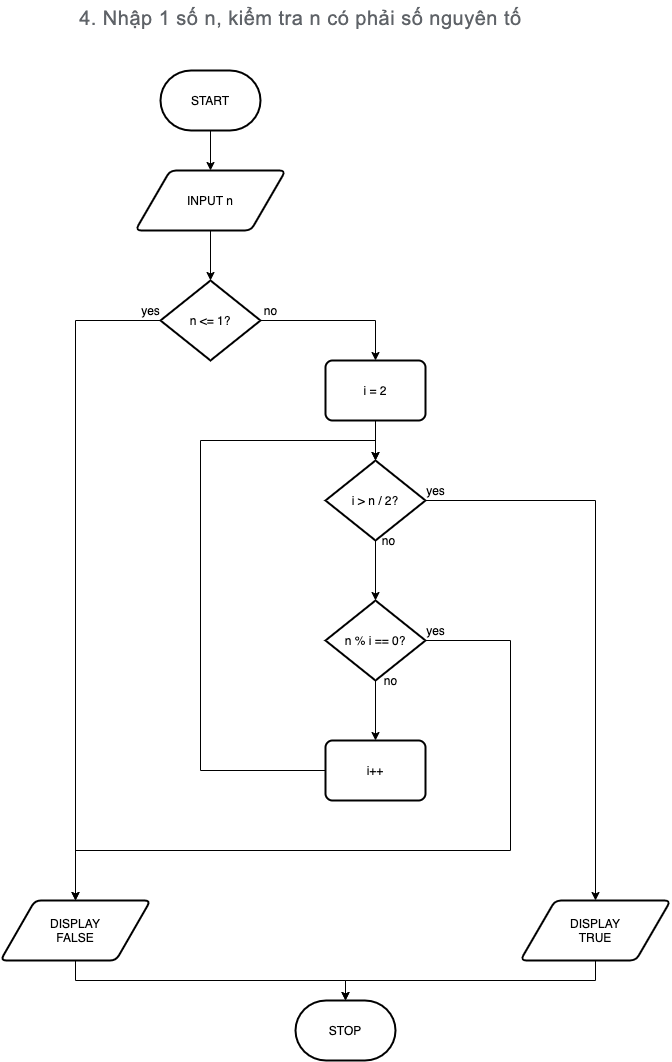 4. Nhập 1 số n, kiểm tra n có phải số nguyên tố
START
INPUT n
yes
n <= 1?
no
i = 2
i > n / 2?
yes
no
n % i == 0?
yes
no
i++
DISPLAY
FALSE
DISPLAY
TRUE
STOP